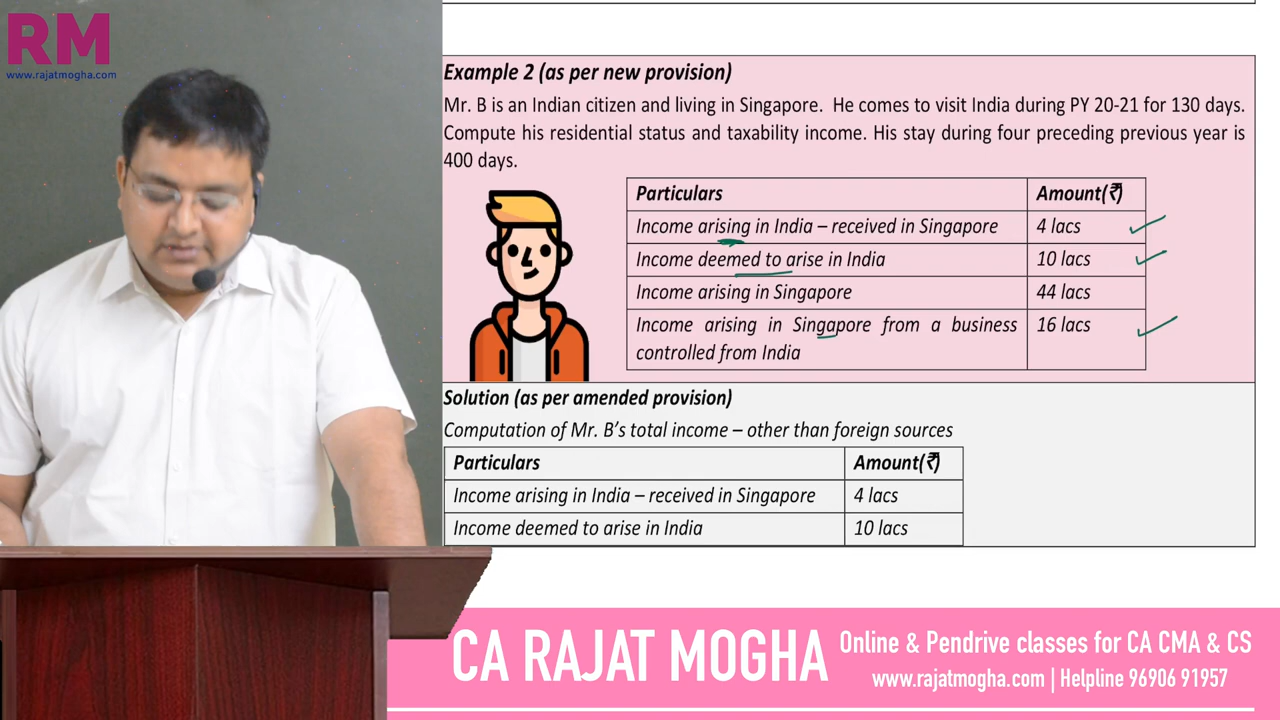 RM
www.rajatmogha.com
Example 2 (as per new provision)
Mr. B is an Indian citizen and living in Singapore. He comes to visit India during PY 20-21 for 130 days.
Compute his residential status and taxability income. His stay during four preceding previous year is
400 days.
Particulars Amount(₹)
Income arising in India – received in Singapore 4 lacs
Income deemed to arise in India 10 lacs
Income arising in Singapore 44 lacs
Income arising in Singapore from a business 16 lacs
controlled from India
Solution (as per amended provision)
Computation of Mr. B's total income – other than foreign sources
Particulars Amount(₹)
Income arising in India – received in Singapore 4 lacs
Income deemed to arise in India 10 lacs
CA RAJAT MOGHA
Online & Pendrive classes for CA CMA & CS
www.rajatmogha.com | Helpline 96906 91957